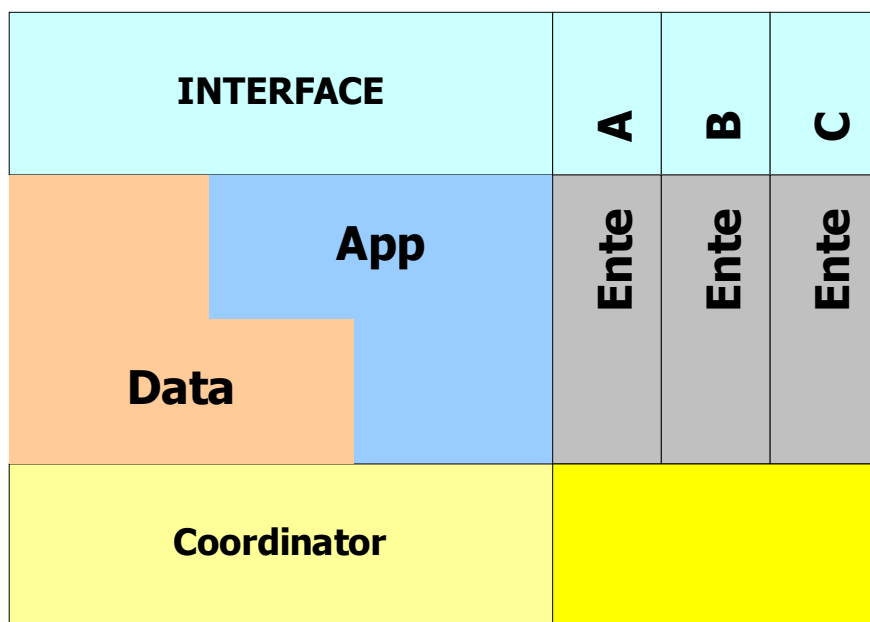 INTERFACE
App
Data
Coordinator
Ente A
Ente B
Ente C